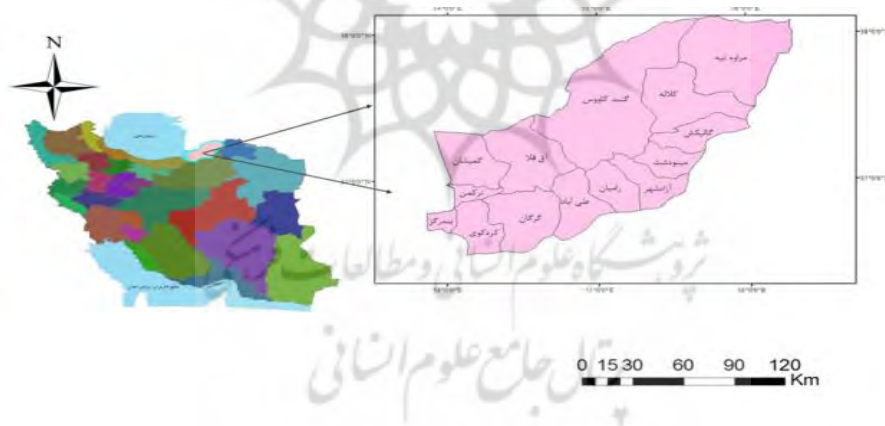 N
مراوه تپه
گنبد کاووس
کلاله
گالیکش
مینودشت
گمیشان
آق قلا
رامیان
آزادشهر
ترکمن
علی آباد
گرگان
بندرگز
کردکوی
پژوهشگاه علوم انسانی و مطالعات فرهنگی
پرتال جامع علوم انسانی
0 15 30 60 90 120
Km